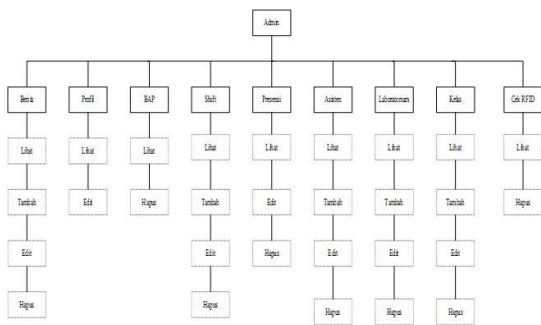 Admin
Berita Profil BAP Shift Presensi Asisten Laboratorium Kelas Cek RFID
Lihat Lihat Lihat Lihat Lihat Lihat Lihat Lihat Lihat
Tambah Edit Hapus Tambah Edit Tambah Tambah Tambah Hapus
Edit Edit Hapus Edit Edit Edit
Hapus Hapus Hapus Hapus Hapus